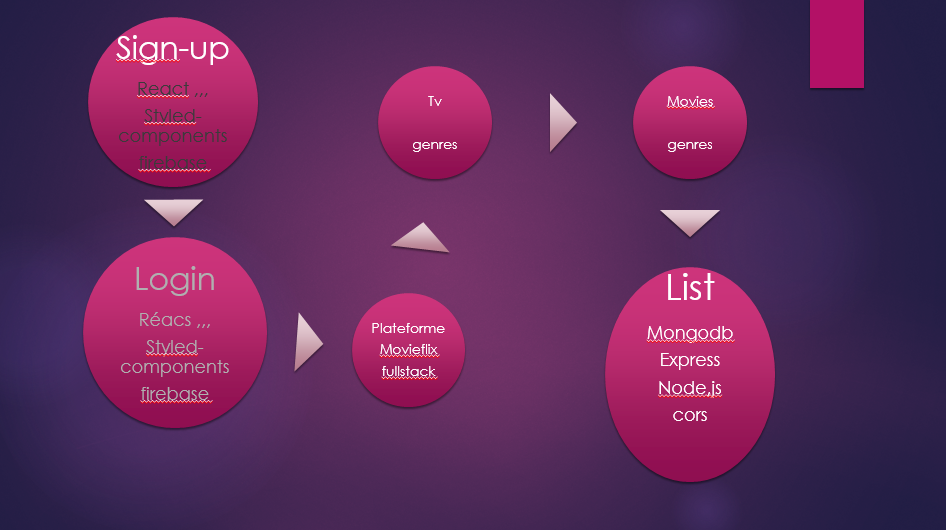 Sign-up
React ,,,
Styled-
components
firebase
Login
Réacs ,,,
Styled-
components
firebase
Plateforme
Movieflix
fullstack
Tv
genres
Movies
genres
List
Mongodb
Express
Node,js
cors